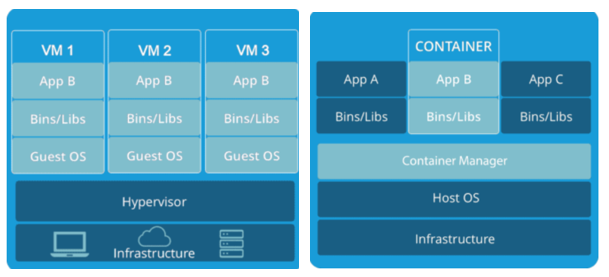 VM 1 VM 2 VM 3
App B App B App B
Bins/Libs Bins/Libs Bins/Libs
Guest OS Guest OS Guest OS
Hypervisor
Infrastructure
CONTAINER
App A App B App C
Bins/Libs Bins/Libs Bins/Libs
Container Manager
Host OS
Infrastructure